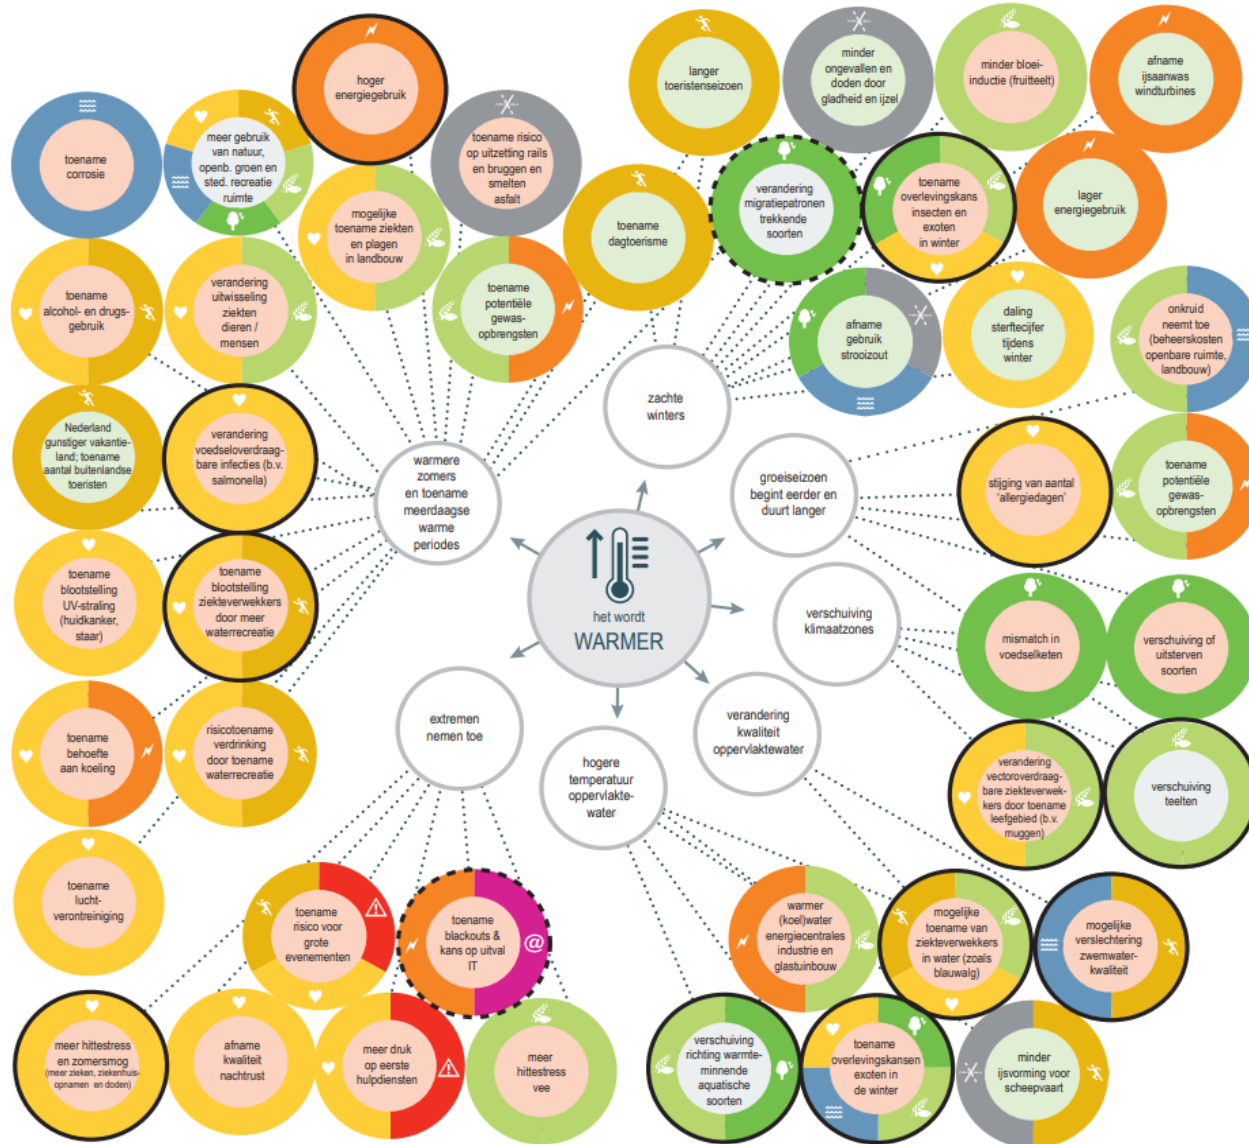 hoger
energiegebruik
langer
toeristenseizoen
minder
ongevallen en
doden door
gladheid en ijzel
minder bloei-
inductie (fruitteelt)
afname
ijsaanwas
windturbines
toename
corrosie
meer gebruik
van natuur,
openb. groen en
sted. recreatie
ruimte
toename risico
op uitzetting rails
en bruggen en
smelten
asfalt
mogelijke
toename ziekten
en plagen
in landbouw
toename
dagtoerisme
verandering
migratiepatronen
trekkende
soorten
toename
overlevingskans
insecten en
exoten
in winter
lager
energiegebruik
toename
alcohol- en drugs-
gebruik
verandering
uitwisseling
ziekten
dieren /
mensen
toename
potentiële
gewas-
opbrengsten
afname
gebruik
strooizout
daling
sterftecijfer
tijdens
winter
onkruid
neemt toe
(beheerskosten
openbare ruimte,
landbouw)
zachte
winters
Nederland
gunstiger vakantie-
land; toename
aantal buitenlandse
toeristen
verandering
voedseloverdraag-
bare infecties (b.v.
salmonella)
warmere
zomers
en toename
meerdaagse
warme
periodes
groeiseizoen
begint eerder en
duurt langer
stijging van aantal
'allergiedagen'
toename
potentiële
gewas-
opbrengsten
toename
blootstelling
UV-straling
(huidkanker,
staar)
toename
blootstelling
ziekteverwekkers
door meer
waterrecreatie
het wordt
WARMER
verschuiving
klimaatzones
mismatch in
voedselketen
verschuiving of
uitsterven
soorten
toename
behoefte
aan koeling
risicotoename
verdrinking
door toename
waterrecreatie
extremen
nemen toe
hogere
temperatuur
oppervlakte-
water
verandering
kwaliteit
oppervlaktewater
verandering
vectoroverdraag-
bare ziekteverwek-
kers door toename
leefgebied (b.v.
muggen)
verschuiving
teelten
toename
lucht-
verontreiniging
toename
risico voor
grote
evenementen
toename
blackouts &
kans op uitval
IT
@
warmer
(koel)water
energiecentrales
industrie en
glastuinbouw
mogelijke
toename van
ziekteverwekkers
in water (zoals
blauwalg)
mogelijke
verslechtering
zwemwater-
kwaliteit
meer hittestress
en zomersmog
(meer zieken, ziekenhuis-
opnamen en doden)
afname
kwaliteit
nachtrust
meer druk
op eerste
hulpdiensten
meer
hittestress
vee
verschuiving
richting warmte-
minnende
aquatische
soorten
toename
overlevingskansen
exoten in
de winter
minder
ijsvorming voor
scheepvaart